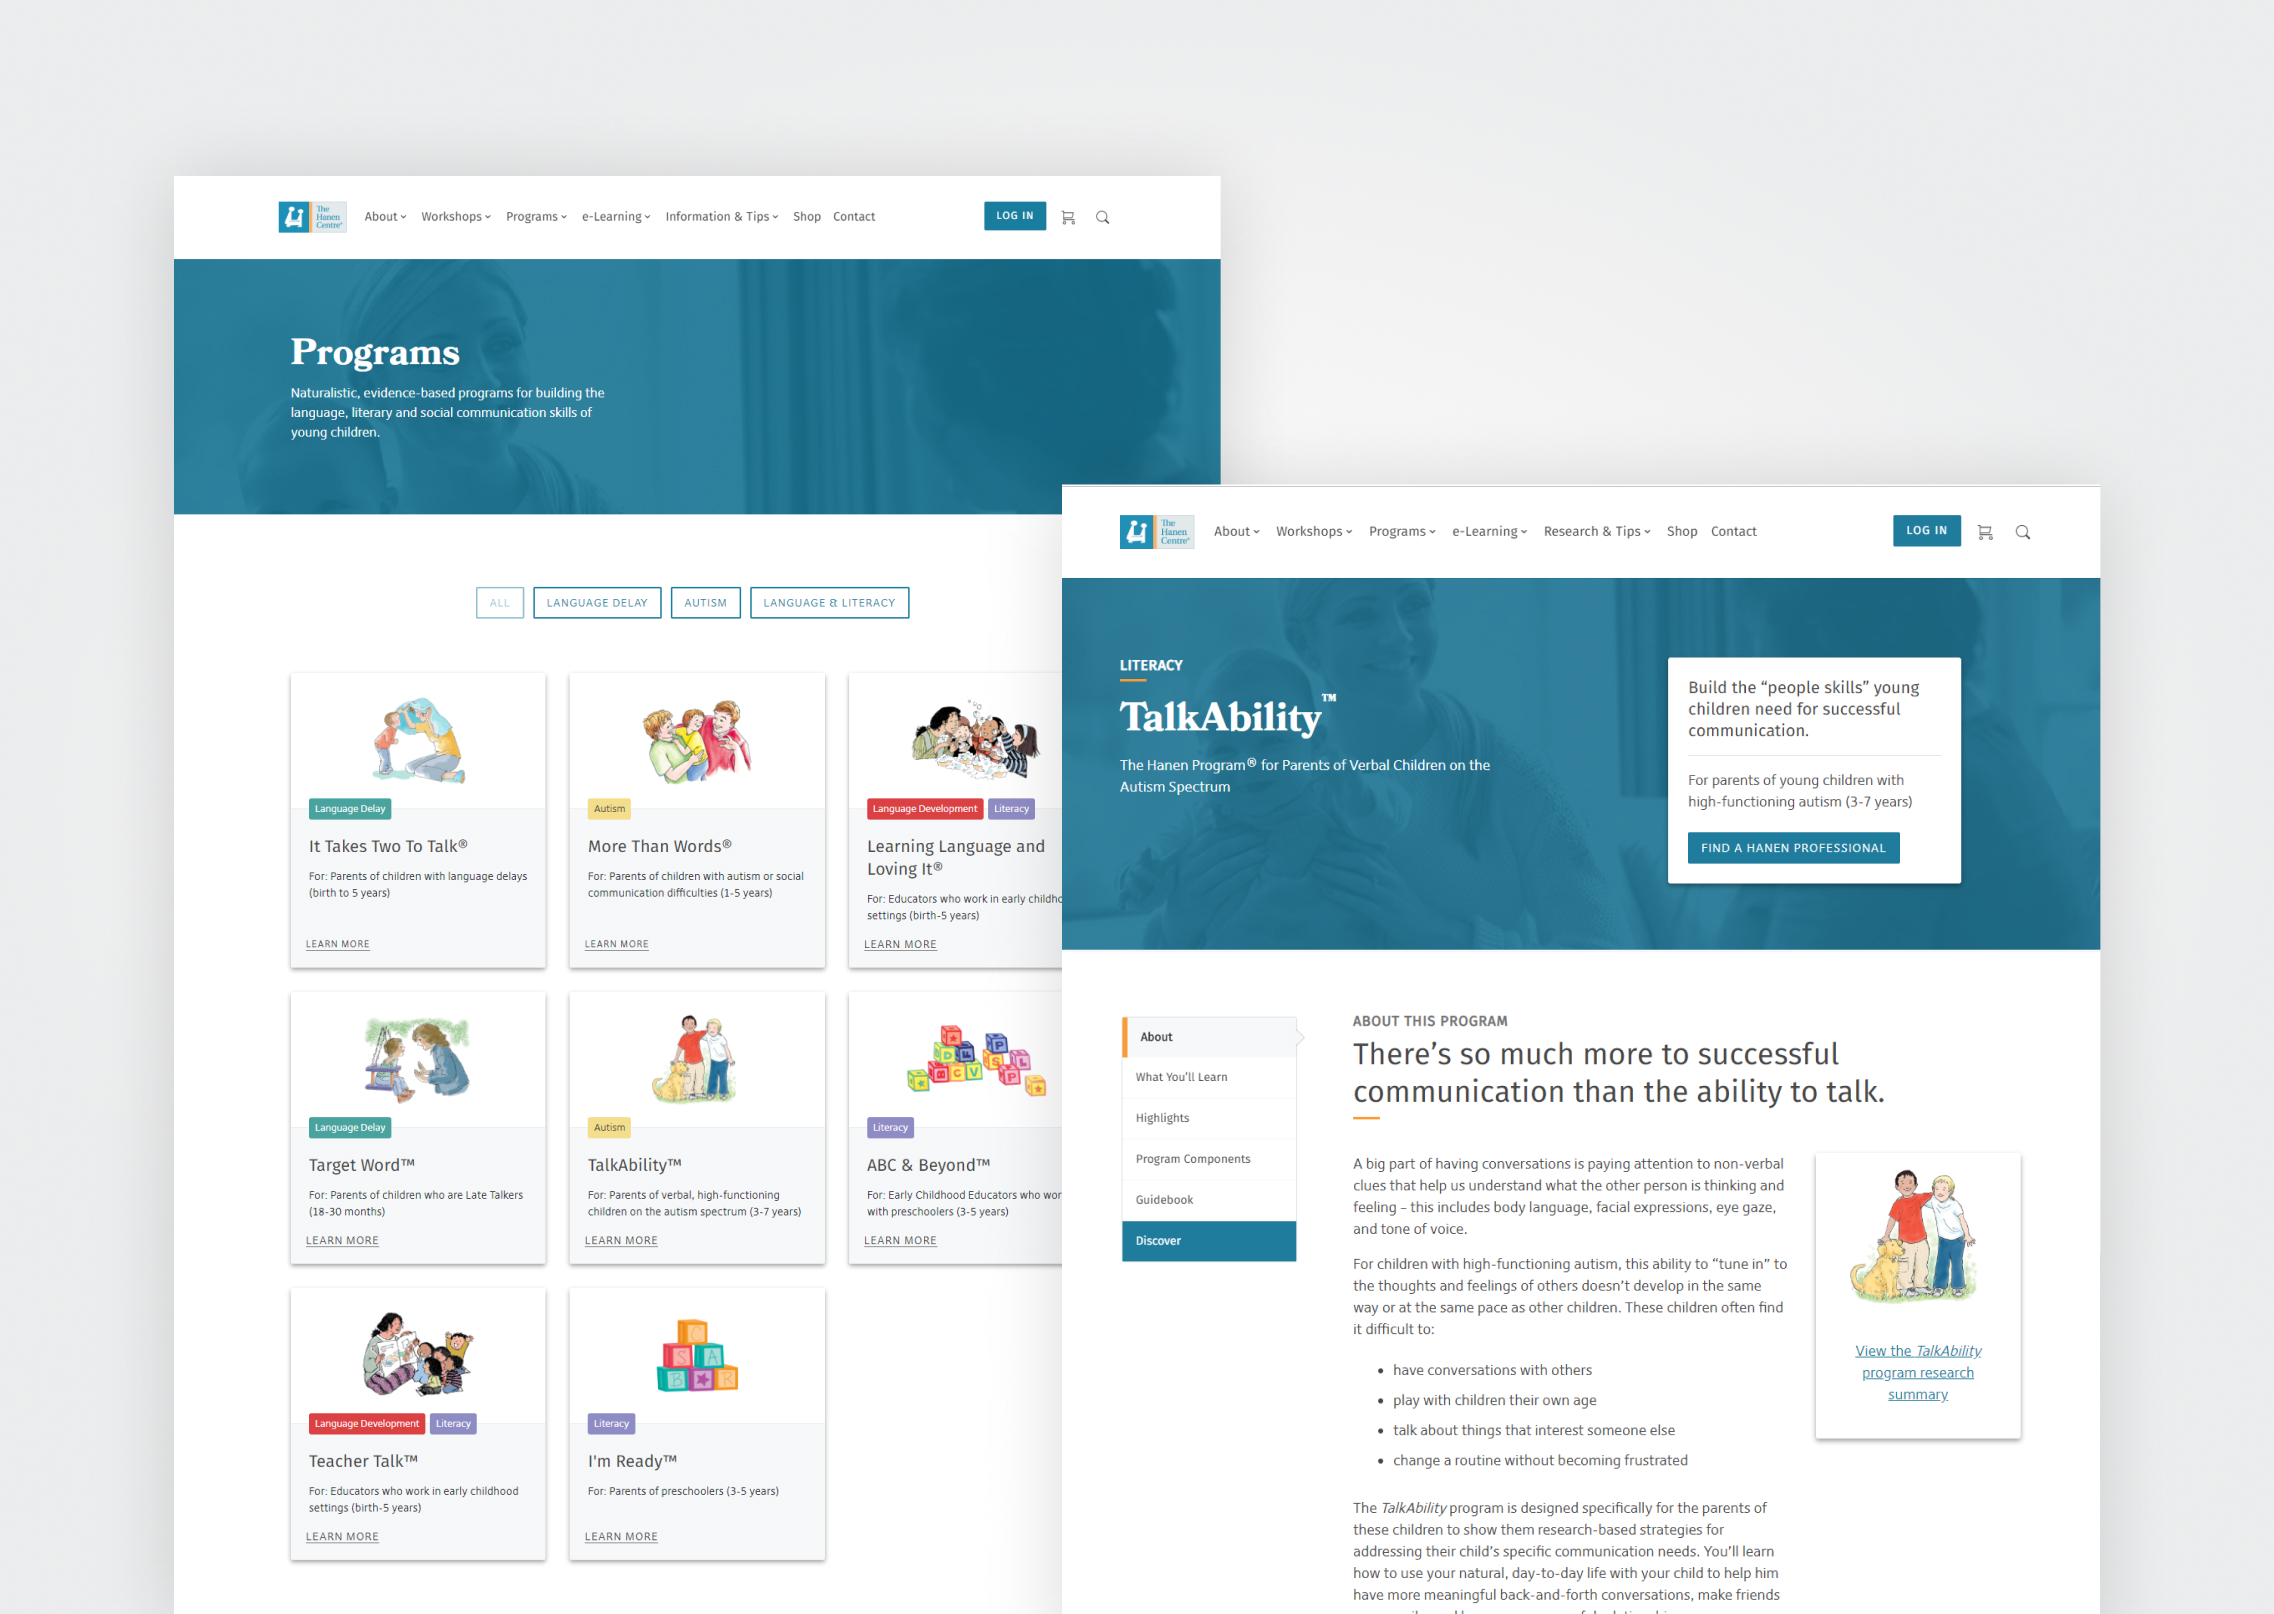 The
Hanen
Centre®
About
Workshops
Programs
e-Learning
Information & Tips
Shop
Contact
LOG IN
Programs
Naturalistic, evidence-based programs for building the
language, literary and social communication skills of
young children.
ALL
LANGUAGE DELAY
AUTISM
LANGUAGE & LITERACY
Language Delay
It Takes Two To Talk®
For: Parents of children with language delays
(birth to 5 years)
LEARN MORE
Autism
More Than Words®
For: Parents of children with autism or social
communication difficulties (1-5 years)
LEARN MORE
Language Development
Literacy
Learning Language and
Loving It®
For: Educators who work in early
settings (birth-5 years)
LEARN MORE
Language Delay
Target Word™
For: Parents of children who are Late Talkers
(18-30 months)
LEARN MORE
Autism
TalkAbility™
For: Parents of verbal, high-functioning
children on the autism spectrum (3-7 years)
LEARN MORE
Literacy
ABC & Beyond™
For: Early Childhood Educators who
with preschoolers (3-5 years)
LEARN MORE
Language Development
Literacy
Teacher Talk™
For: Educators who work in early childhood
settings (birth-5 years)
LEARN MORE
C
S A
B R
Literacy
I'm Ready™
For: Parents of preschoolers (3-5 years)
LEARN MORE
The
Hanen
Centre®
About
Workshops
Programs
e-Learning
Research & Tips
Shop
Contact
LOG IN
LITERACY
TalkAbility™
The Hanen Program® for Parents of Verbal Children on the
Autism Spectrum
Build the “people skills” young
children need for successful
communication.
For parents of young children with
high-functioning autism (3-7 years)
FIND A HANEN PROFESSIONAL
About
What You’ll Learn
Highlights
Program Components
Guidebook
Discover
ABOUT THIS PROGRAM
There’s so much more to successful
communication than the ability to talk.
A big part of having conversations is paying attention to non-verbal
clues that help us understand what the other person is thinking and
feeling – this includes body language, facial expressions, eye gaze,
and tone of voice.
For children with high-functioning autism, this ability to “tune in” to
the thoughts and feelings of others doesn’t develop in the same
way or at the same pace as other children. These children often find
it difficult to:
• have conversations with others
• play with children their own age
• talk about things that interest someone else
• change a routine without becoming frustrated
The TalkAbility program is designed specifically for the parents of
these children to show them research-based strategies for
addressing their child’s specific communication needs. You’ll learn
how to use your natural, day-to-day life with your child to help him
have more meaningful back-and-forth conversations, make friends
View the TalkAbility
program research
summary